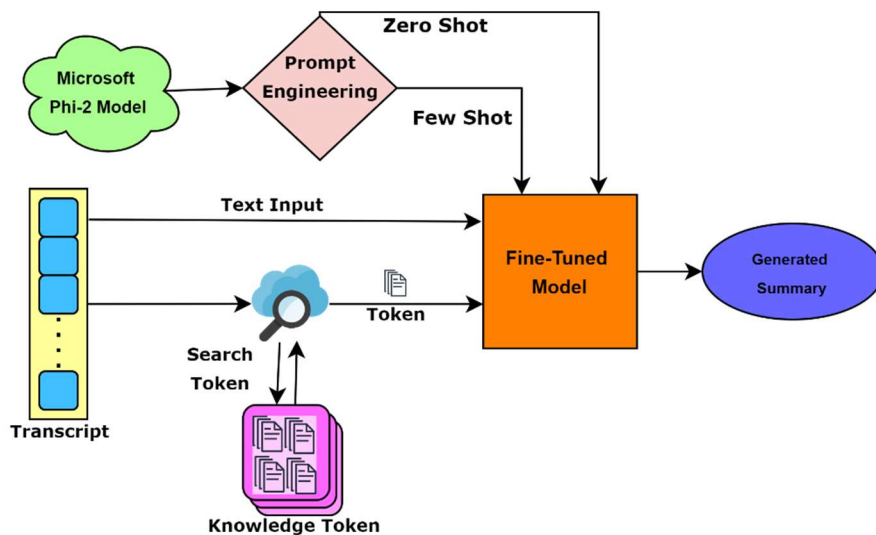 Zero Shot
Microsoft
Phi-2 Model
Prompt
Engineering
Few Shot
Text Input
Fine-Tuned
Model
Generated
Summary
Token
Search
Token
Transcript
Knowledge Token